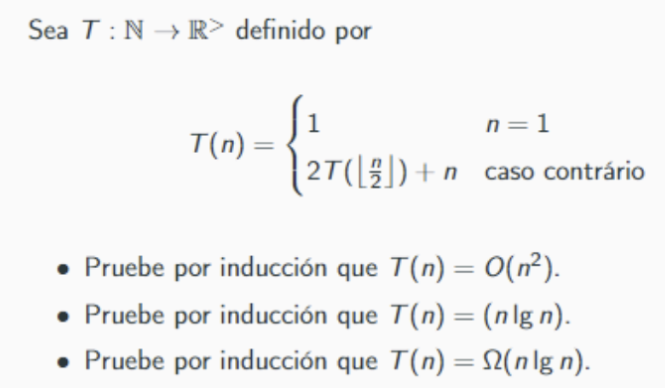 Sea T : ℕ → ℝ> definido por
T(n) = { 1 n = 1
2T(⌊n/2⌋) + n caso contrário
• Pruebe por inducción que T(n) = O(n²).
• Pruebe por inducción que T(n) = (n lg n).
• Pruebe por inducción que T(n) = Ω(n lg n).